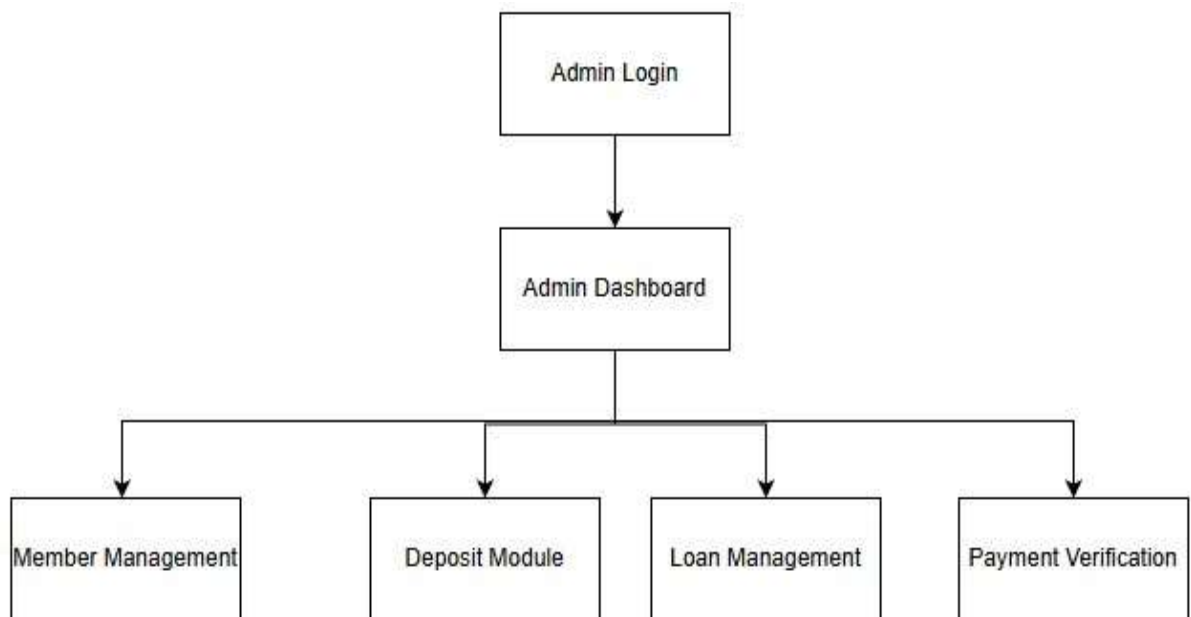 Admin Login
Admin Dashboard
Member Management
Deposit Module
Loan Management
Payment Verification